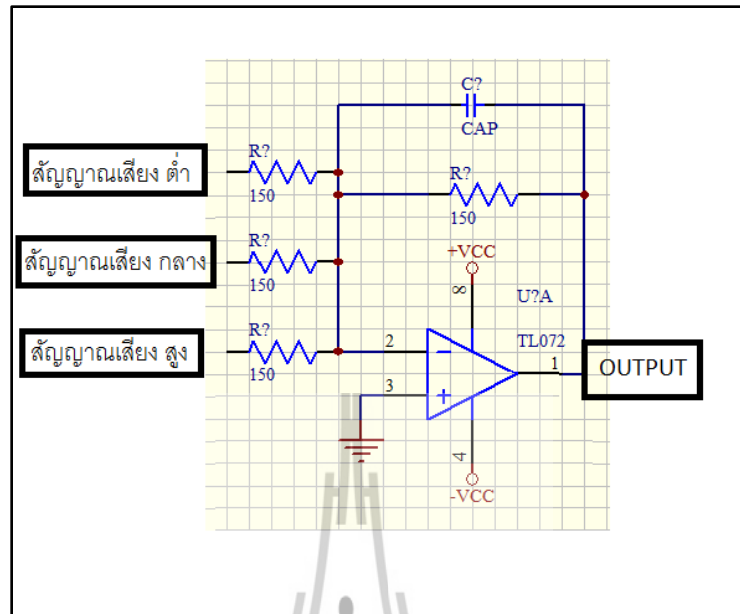 C?
CAP
สัญญาณเสียง ต่ำ
R?
150
R?
150
สัญญาณเสียง กลาง
R?
150
+VCC
8
U?A
สัญญาณเสียง สูง
R?
150
2
TL072
1
OUTPUT
3
4
-VCC